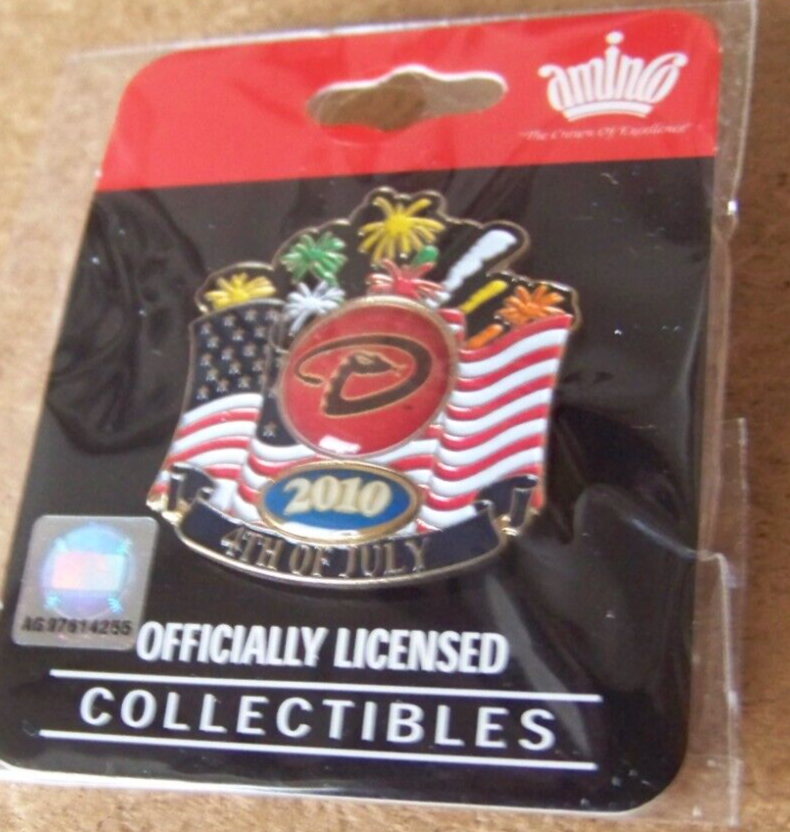 aminco
"The Crown Of Excellence"
D
2010
4TH OF JULY
AG.97614255
OFFICIALLY LICENSED
COLLECTIBLES